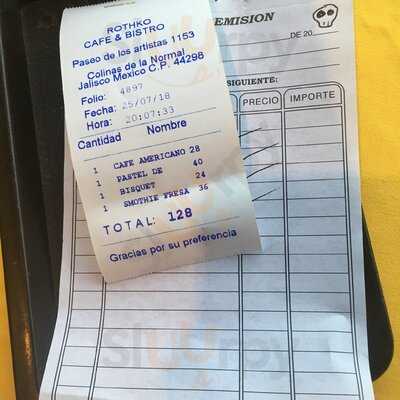 ROTHKO
CAFE & BISTRO
Paseo de los artistas 1153
Colinas de la Normal
Jalisco Mexico C.P. 44298
Folio: 4897
Fecha: 25/07/18
Hora: 20:07:33
Cantidad Nombre
1 CAFE AMERICANO 28
1 PASTEL DE 40
1 BISQUET 24
1 SMOTHIE FRESA 36
TOTAL: 128
Gracias por su preferencia
REMISION
DE 20
SIGUIENTE:
PRECIO IMPORTE